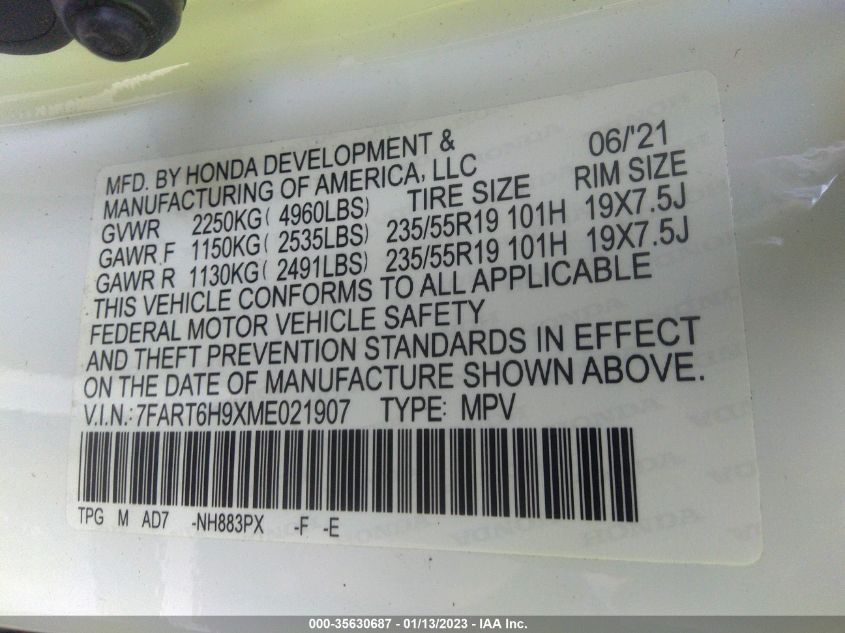 MFD. BY HONDA DEVELOPMENT & 06/'21
MANUFACTURING OF AMERICA, LLC
GVWR 2250KG( 4960LBS) TIRE SIZE RIM SIZE
GAWR F 1150KG( 2535LBS) 235/55R19 101H 19X7.5J
GAWR R 1130KG( 2491LBS) 235/55R19 101H 19X7.5J
THIS VEHICLE CONFORMS TO ALL APPLICABLE
FEDERAL MOTOR VEHICLE SAFETY
AND THEFT PREVENTION STANDARDS IN EFFECT
ON THE DATE OF MANUFACTURE SHOWN ABOVE.
V.I.N.: 7FART6H9XME021907 TYPE: MPV
TPG M AD7 -NH883PX -F -E
000-35630687 - 01/13/2023 - IAA Inc.